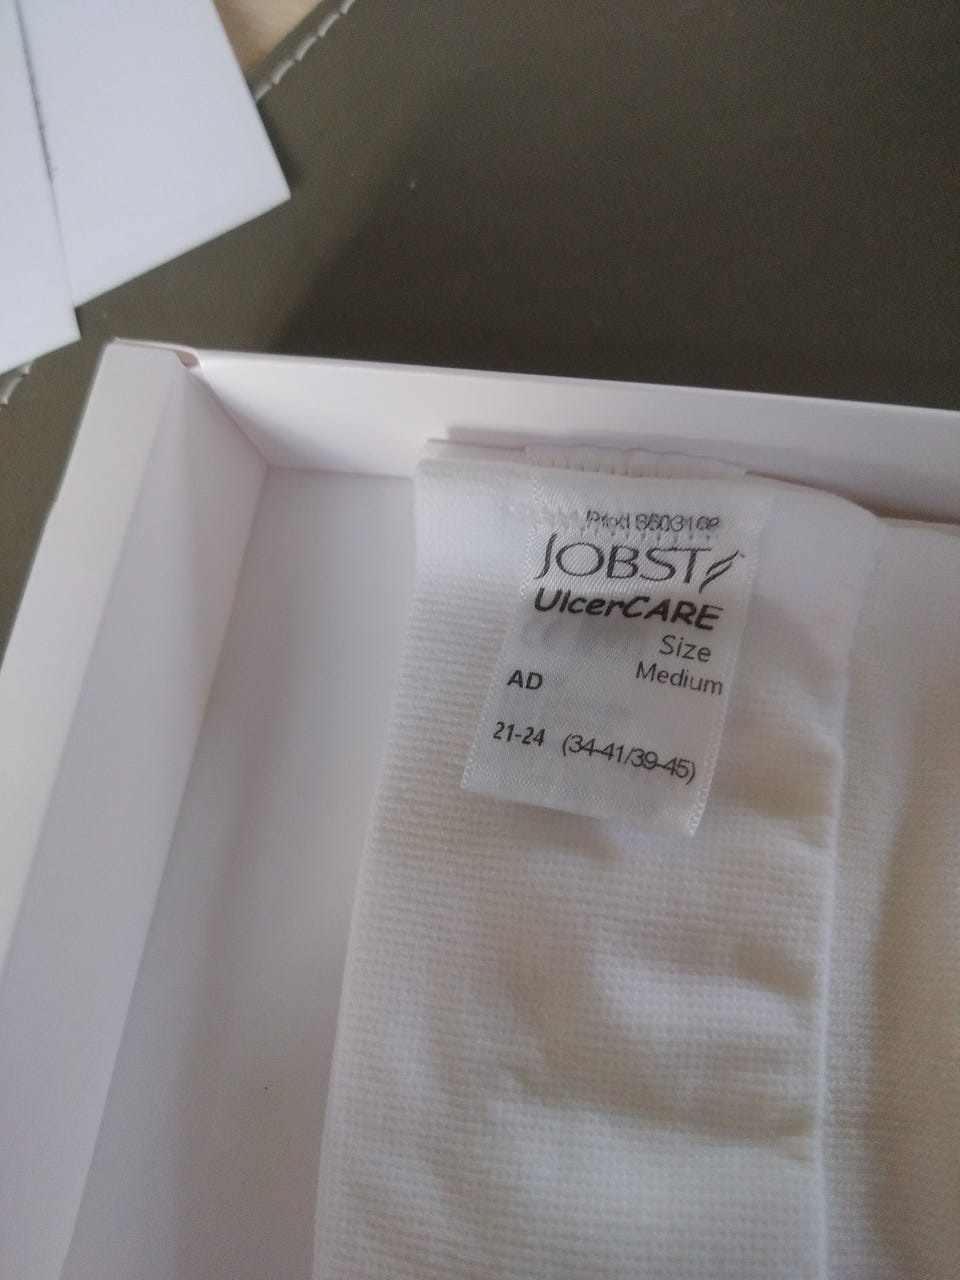 JOBST
UlcerCARE
Size
Medium
AD
21-24 (34-41/39-45)